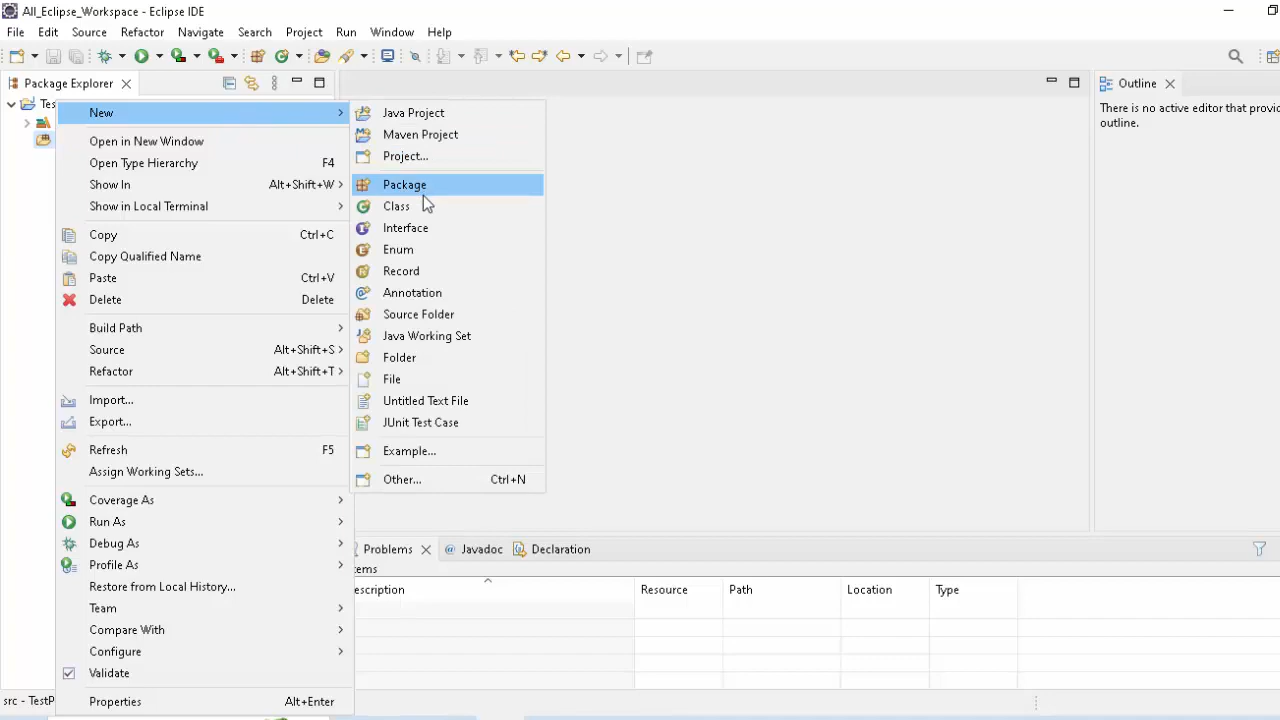 All_Eclipse_Workspace - Eclipse IDE
File Edit Source Refactor Navigate Search Project Run Window Help
Package Explorer
Outline
There is no active editor that provi
outline.
Tes
New
Open in New Window
Open Type Hierarchy F4
Show In Alt+Shift+W
Show in Local Terminal
Copy Ctrl+C
Copy Qualified Name
Paste Ctrl+V
Delete Delete
Build Path
Source Alt+Shift+S
Refactor Alt+Shift+T
Import...
Export...
Refresh F5
Assign Working Sets...
Coverage As
Run As
Debug As
Profile As
Restore from Local History...
Team
Compare With
Configure
Validate
Properties Alt+Enter
Java Project
Maven Project
Project...
Package
Class
Interface
Enum
Record
Annotation
Source Folder
Java Working Set
Folder
File
Untitled Text File
JUnit Test Case
Example...
Other... Ctrl+N
Problems @ Javadoc Declaration
tems
escription Resource Path Location Type
src - TestP